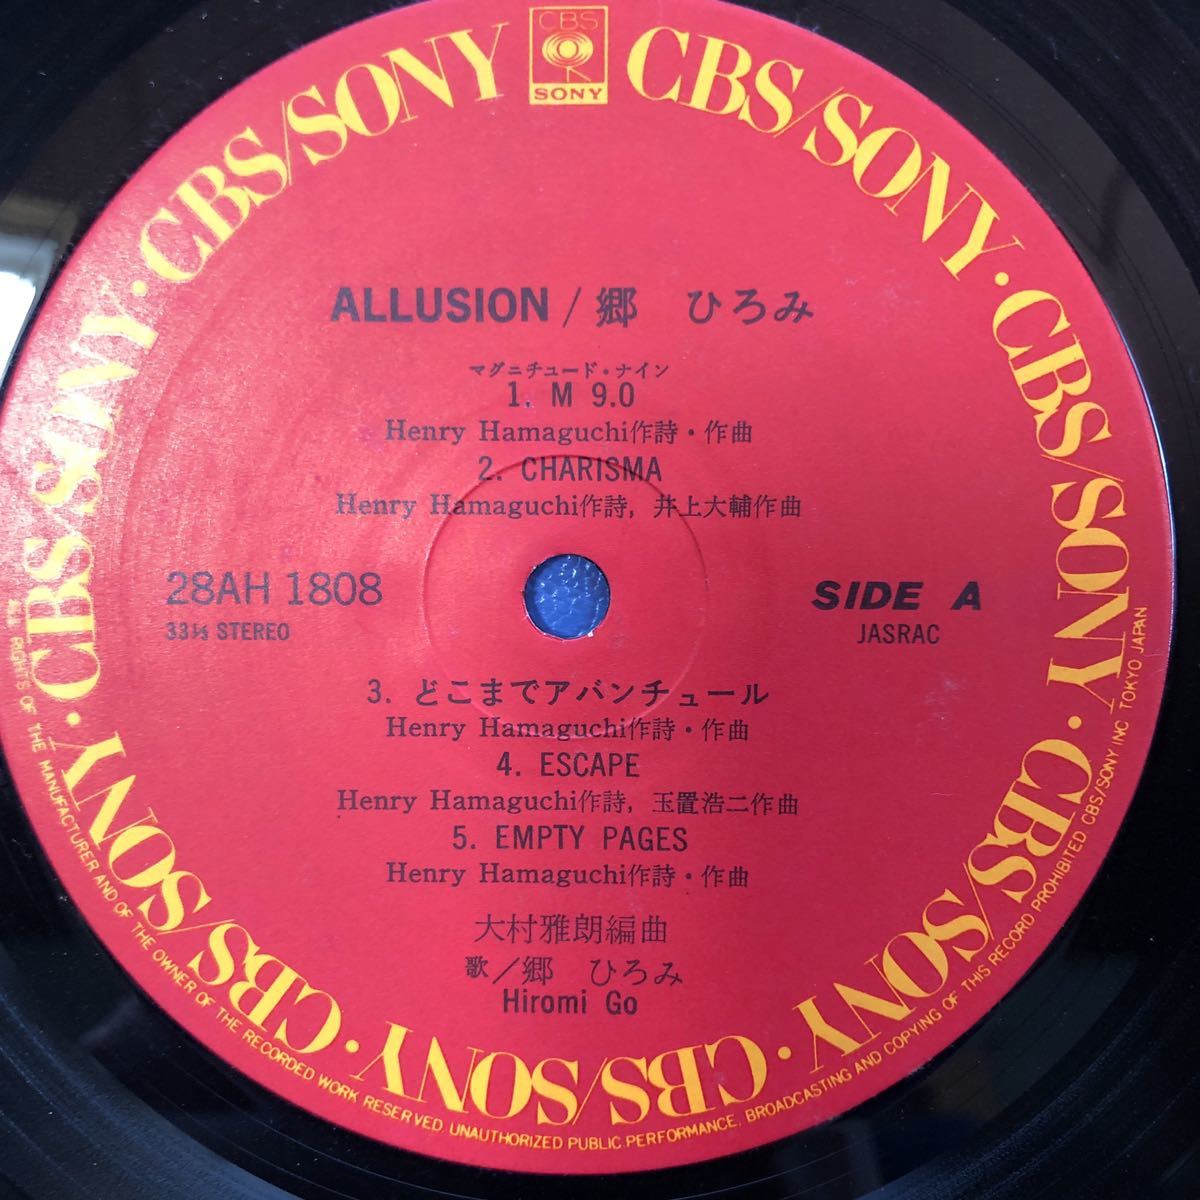 CBS
SONY
CBS/SONY · CBS/SONY · CBS/SONY · CBS/SONY · CBS/SONY · CBS/SONY · CBS/SONY · CBS/SONY · CBS/SONY
ALLUSION / 郷 ひろみ
マグニチュード・ナイン
1. M 9.0
Henry Hamaguchi作詩・作曲
2. CHARISMA
Henry Hamaguchi作詩, 井上大輔作曲
28AH 1808
33⅓ STEREO
SIDE A
JASRAC
3. どこまでアバンチュール
Henry Hamaguchi作詩・作曲
4. ESCAPE
Henry Hamaguchi作詩, 玉置浩二作曲
5. EMPTY PAGES
Henry Hamaguchi作詩・作曲
大村雅朗編曲
歌／郷 ひろみ
Hiromi Go
ALL RIGHTS OF THE MANUFACTURER AND OF THE OWNER OF THE RECORDED WORK RESERVED. UNAUTHORIZED PUBLIC PERFORMANCE. BROADCASTING AND COPYING OF THIS RECORD PROHIBITED CBS/SONY INC. TOKYO JAPAN